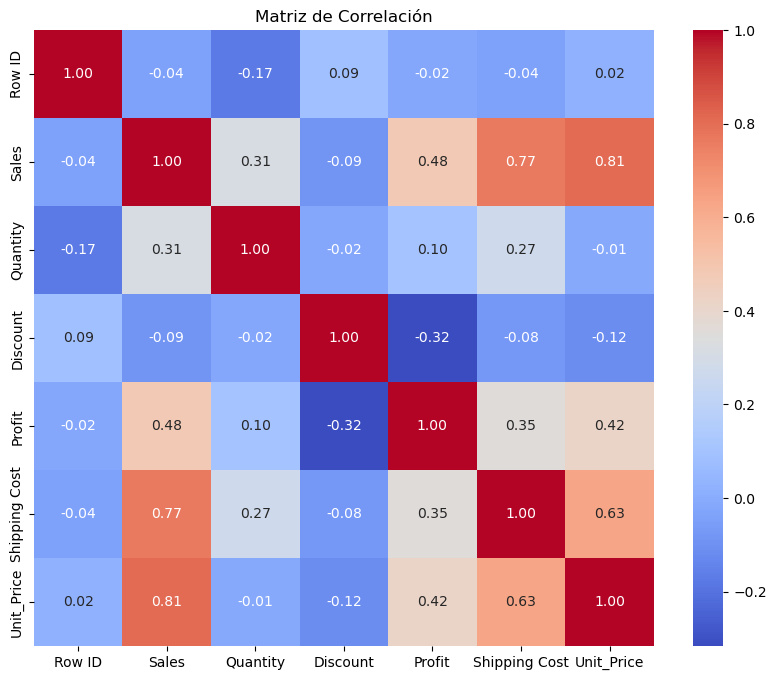 Matriz de Correlación
Row ID 1.00 -0.04 -0.17 0.09 -0.02 -0.04 0.02
Sales -0.04 1.00 0.31 -0.09 0.48 0.77 0.81
Quantity -0.17 0.31 1.00 -0.02 0.10 0.27 -0.01
Discount 0.09 -0.09 -0.02 1.00 -0.32 -0.08 -0.12
Profit -0.02 0.48 0.10 -0.32 1.00 0.35 0.42
Shipping Cost -0.04 0.77 0.27 -0.08 0.35 1.00 0.63
Unit_Price 0.02 0.81 -0.01 -0.12 0.42 0.63 1.00
Row ID Sales Quantity Discount Profit Shipping Cost Unit_Price
1.0
0.8
0.6
0.4
0.2
0.0
−0.2